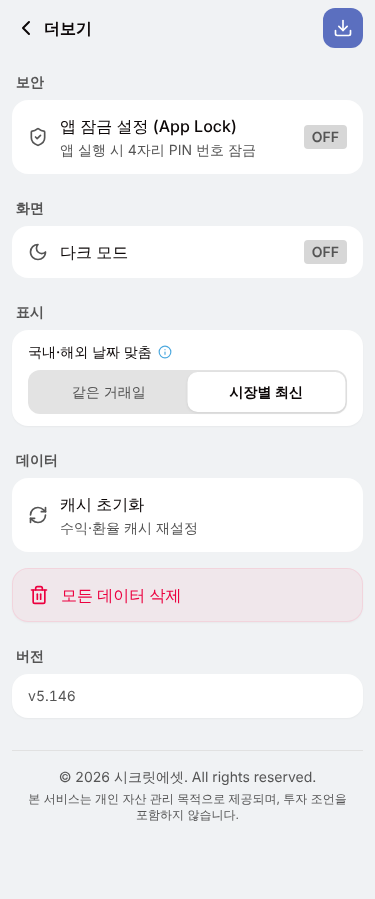 더보기
보안
앱 잠금 설정 (App Lock)
앱 실행 시 4자리 PIN 번호 잠금
OFF
화면
다크 모드
OFF
표시
국내·해외 날짜 맞춤
같은 거래일
시장별 최신
데이터
캐시 초기화
수익·환율 캐시 재설정
모든 데이터 삭제
버전
v5.146
© 2026 시크릿에셋. All rights reserved.
본 서비스는 개인 자산 관리 목적으로 제공되며, 투자 조언을
포함하지 않습니다.